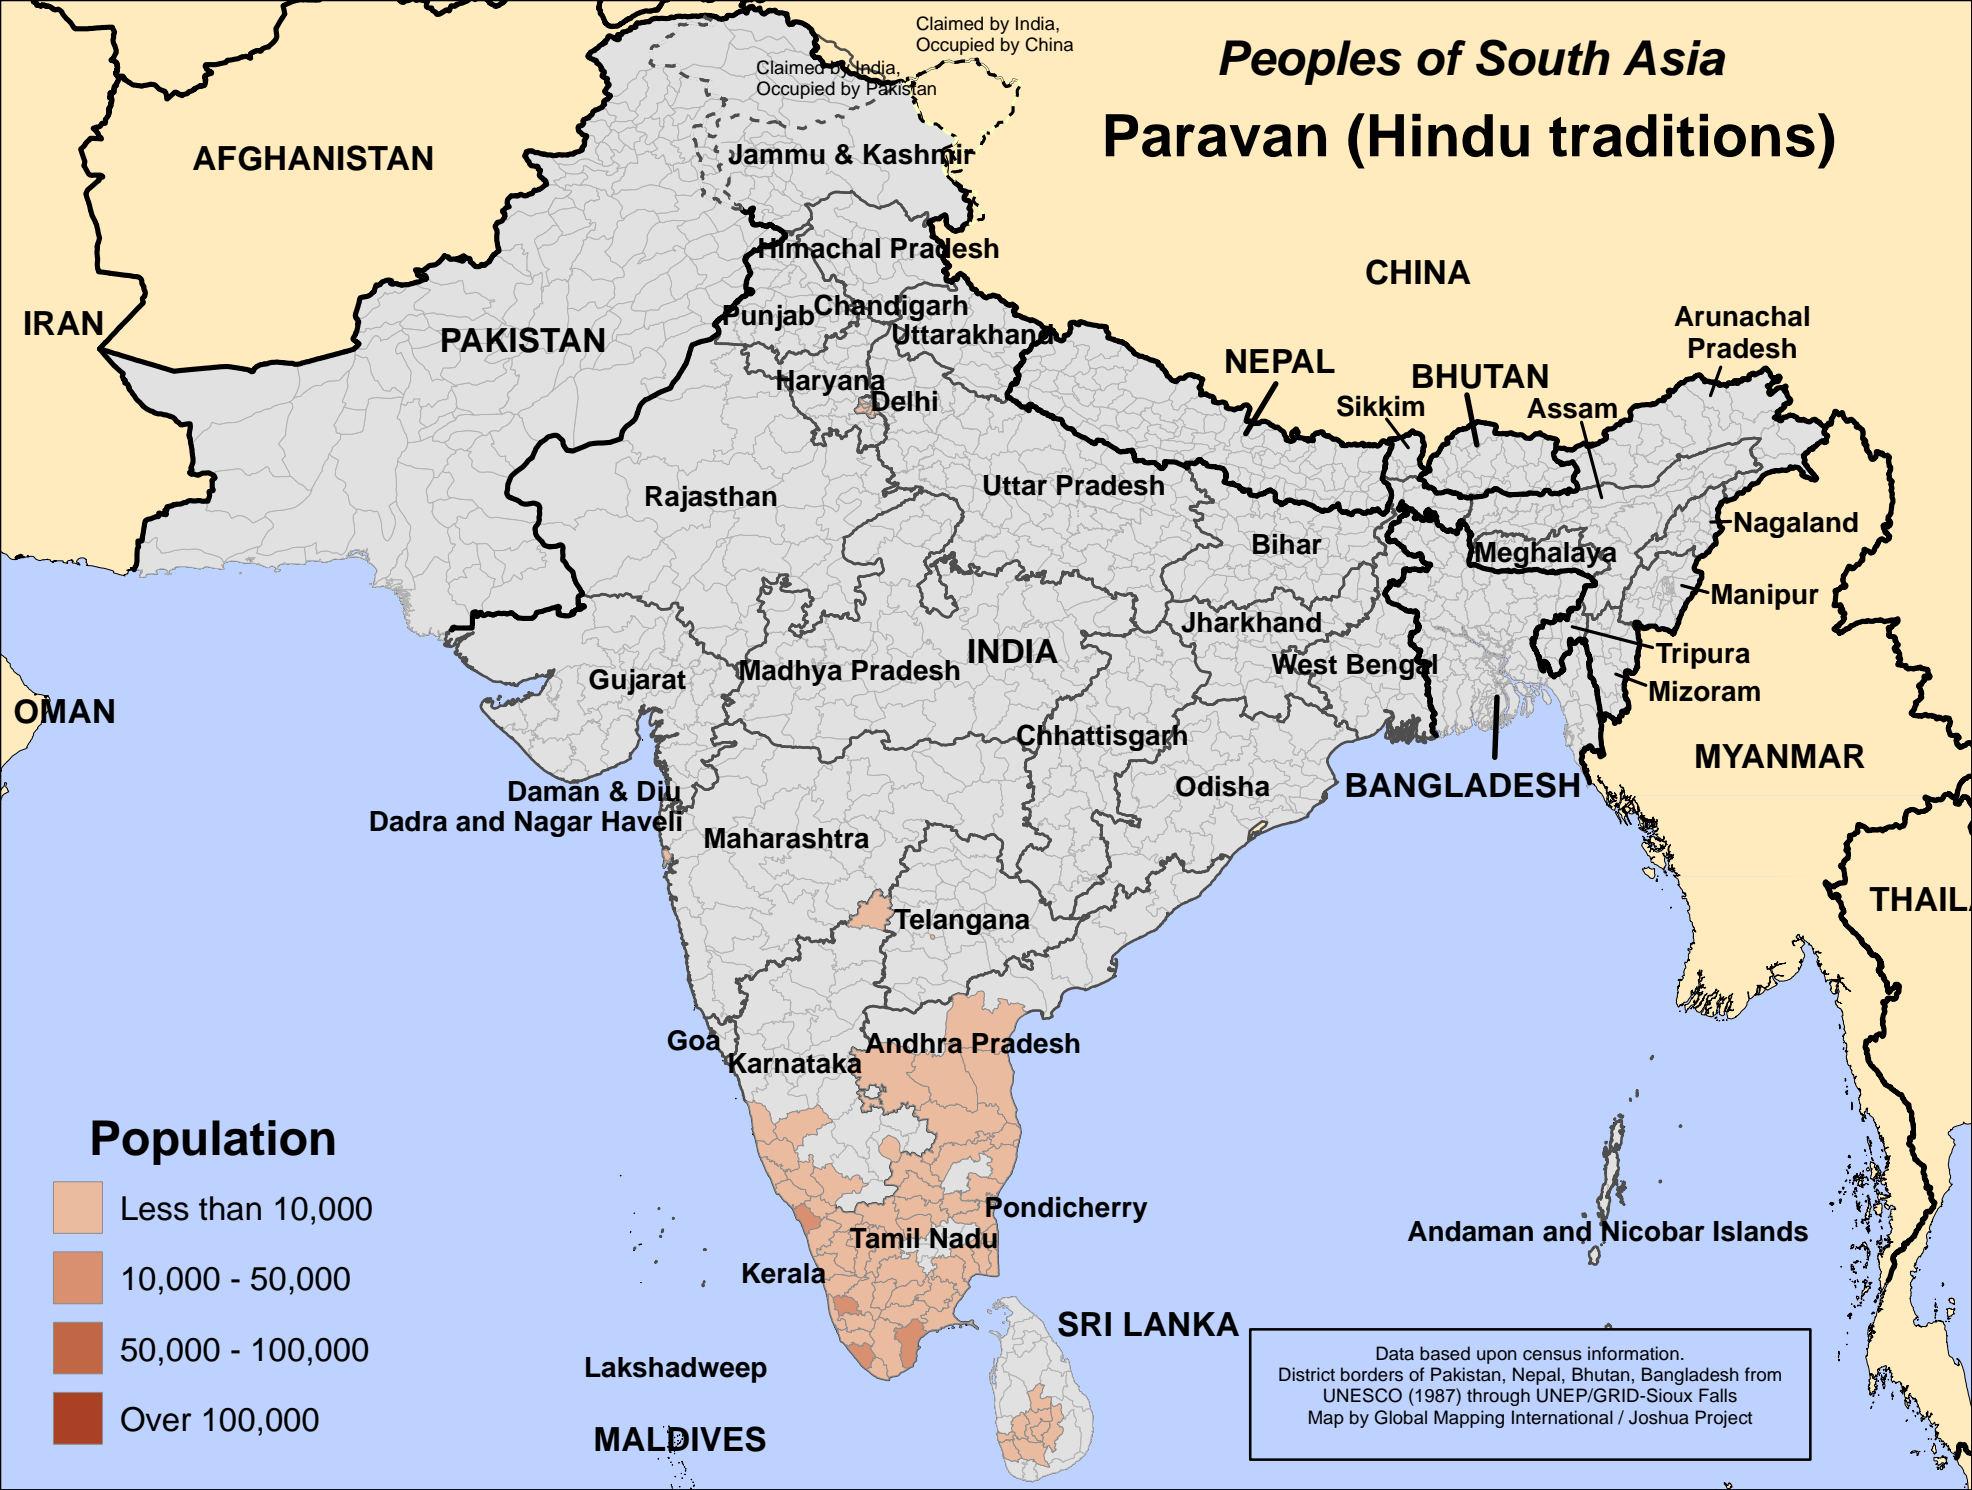 Claimed by India,
Occupied by China
Peoples of South Asia
Claimed by India,
Occupied by Pakistan
Paravan (Hindu traditions)
AFGHANISTAN
Jammu & Kashmir
Himachal Pradesh
CHINA
IRAN
PAKISTAN
Punjab
Chandigarh
Uttarakhand
Arunachal
Pradesh
NEPAL
BHUTAN
Haryana
Delhi
Sikkim
Assam
Rajasthan
Uttar Pradesh
Bihar
Nagaland
Meghalaya
Manipur
Jharkhand
INDIA
Tripura
West Bengal
Madhya Pradesh
Gujarat
Mizoram
OMAN
Chhattisgarh
MYANMAR
Odisha
BANGLADESH
Daman & Diu
Dadra and Nagar Haveli
Maharashtra
THAIL
Telangana
Goa
Andhra Pradesh
Karnataka
Population
Less than 10,000
10,000 - 50,000
50,000 - 100,000
Over 100,000
Pondicherry
Tamil Nadu
Andaman and Nicobar Islands
Kerala
SRI LANKA
Lakshadweep
MALDIVES
Data based upon census information.
District borders of Pakistan, Nepal, Bhutan, Bangladesh from
UNESCO (1987) through UNEP/GRID-Sioux Falls
Map by Global Mapping International / Joshua Project